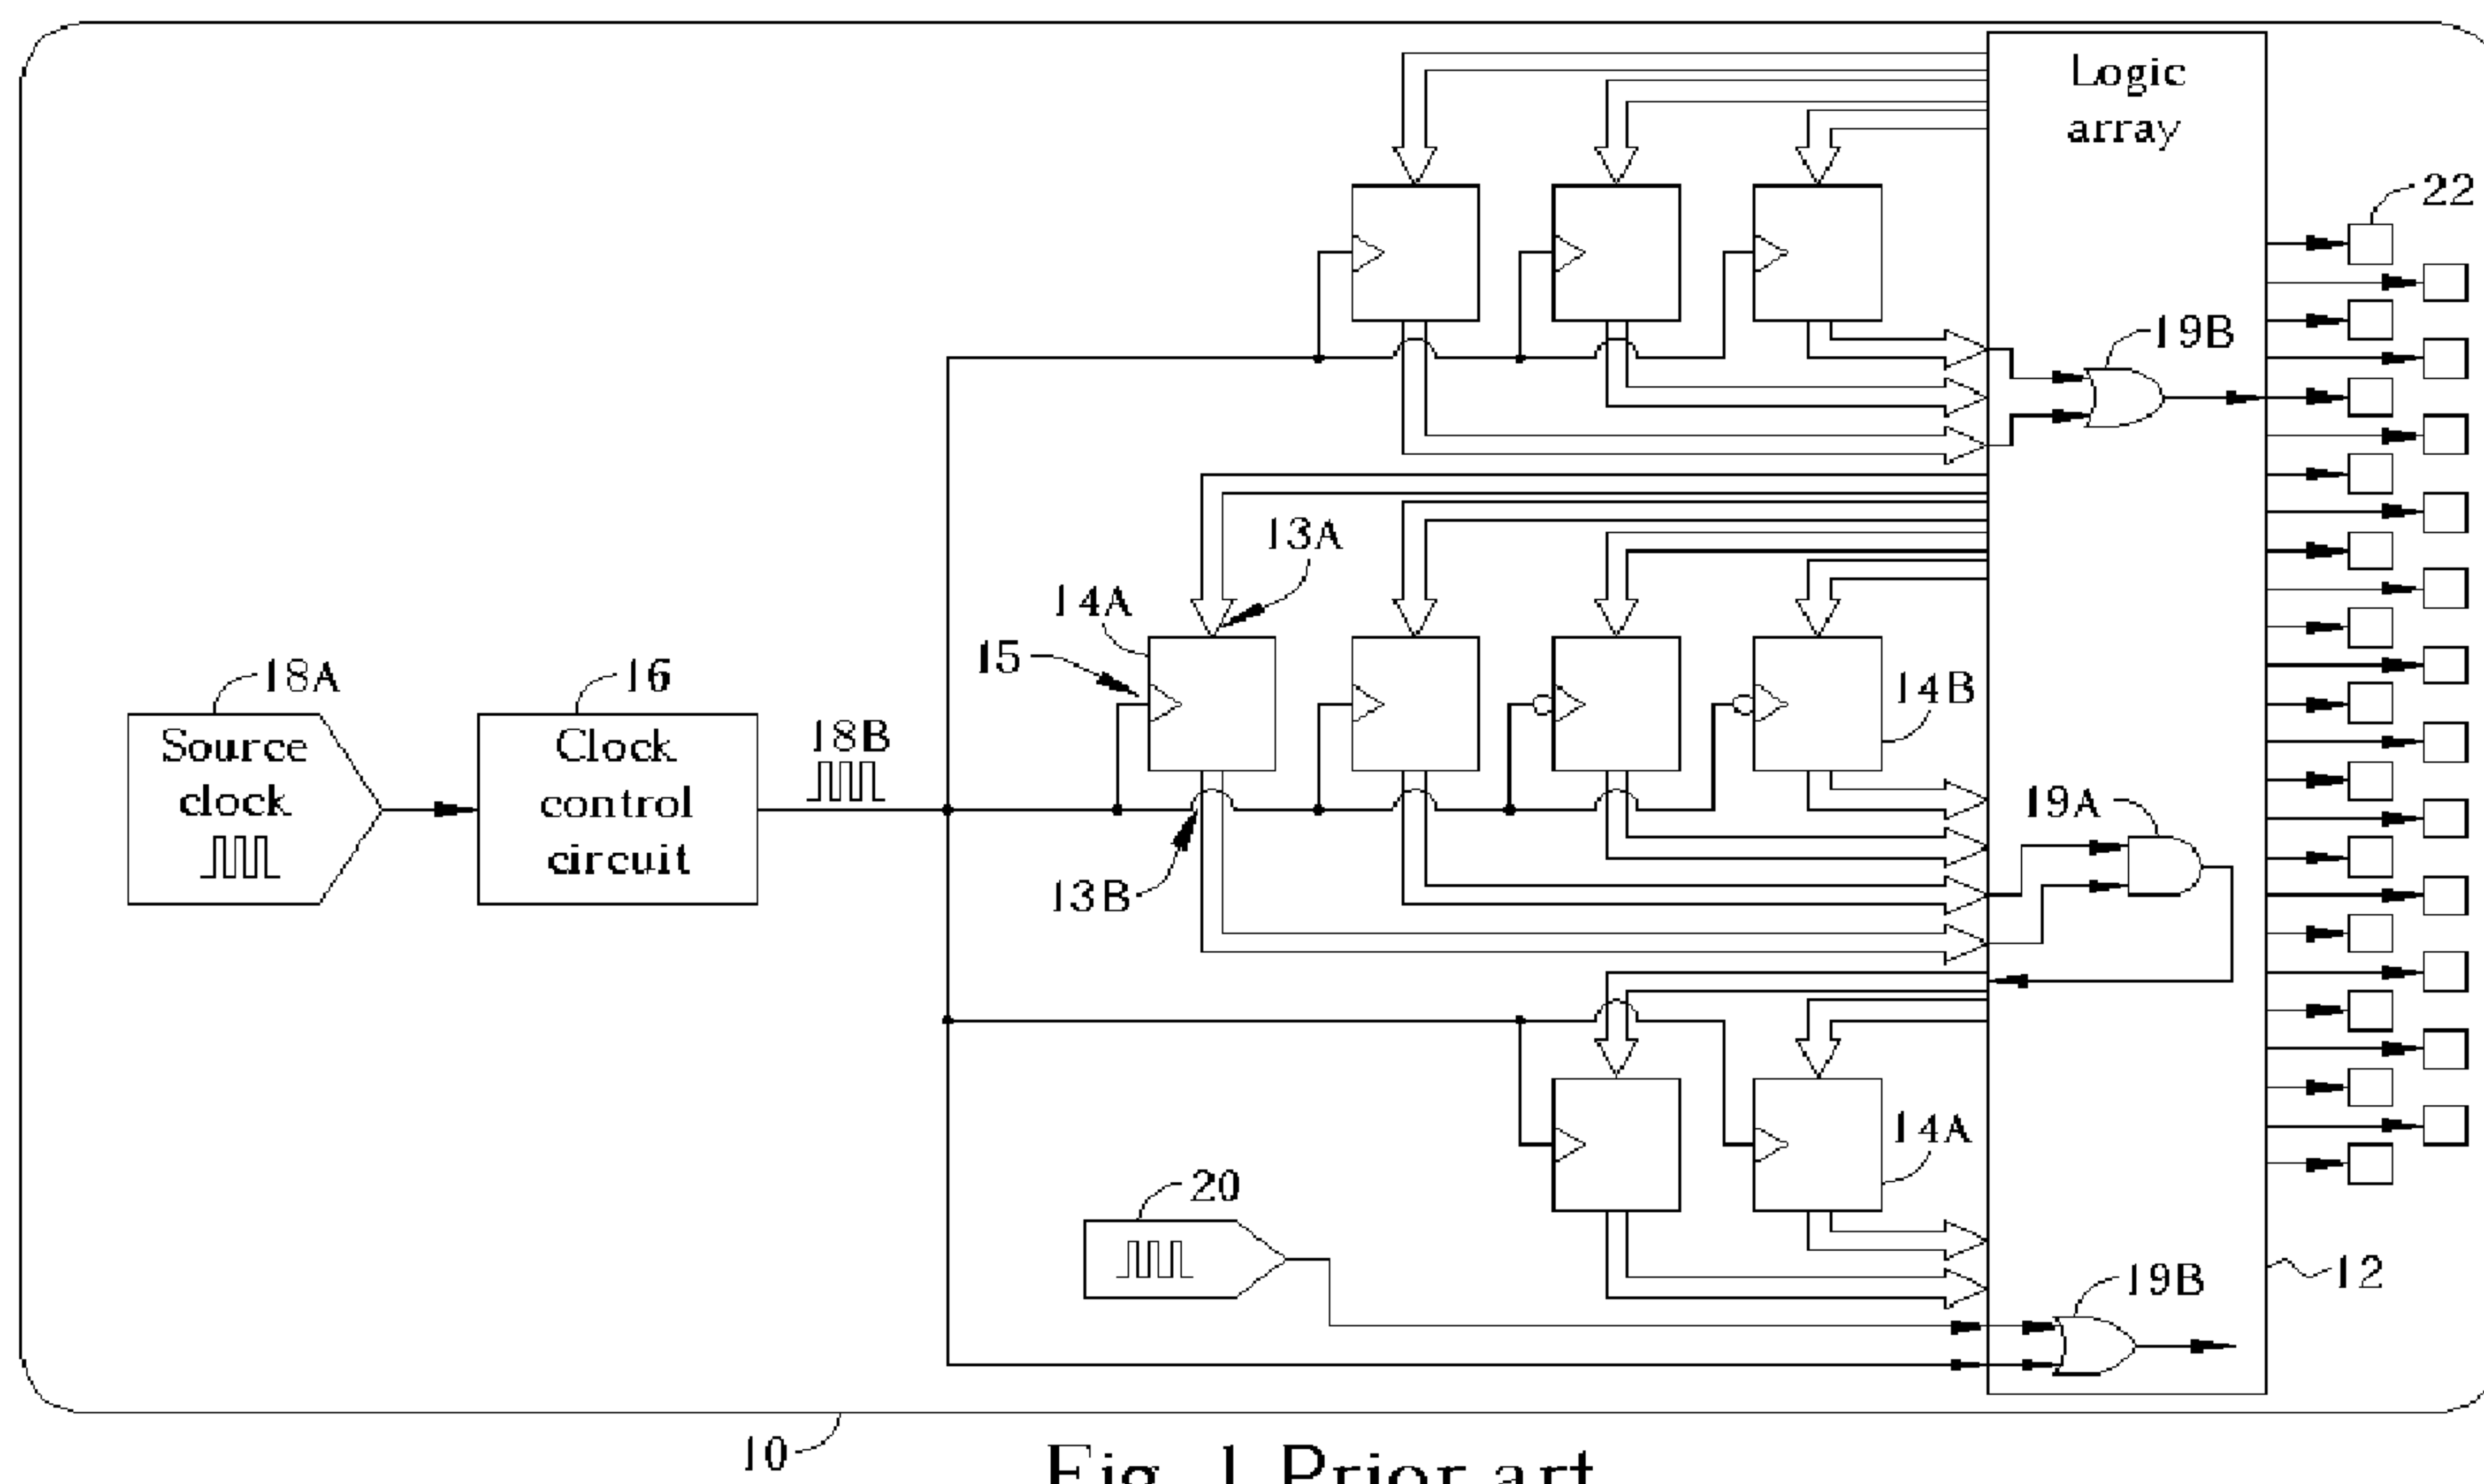 Logic
array
22
19B
13A
14A
15
18A
16
14B
Source
clock
Clock
control
circuit
18B
19A
13B
14A
20
19B
12
10
Fig. 1 Prior art